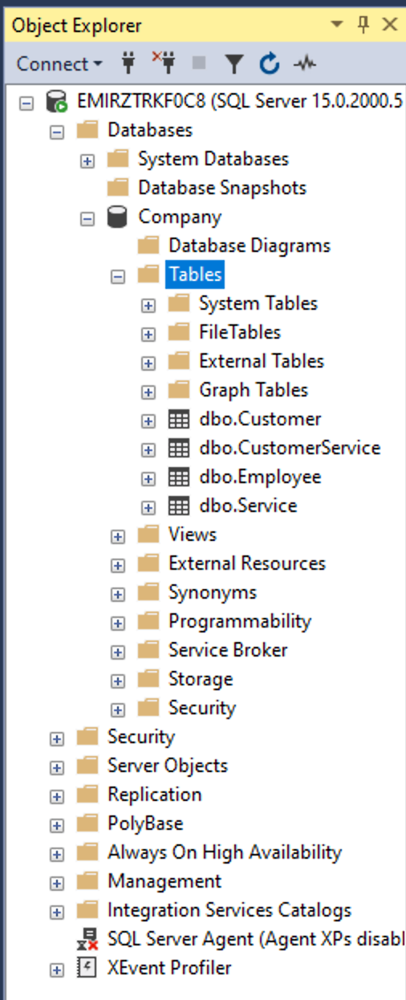 Object Explorer
Connect
EMIRZTRKF0C8 (SQL Server 15.0.2000.5
Databases
System Databases
Database Snapshots
Company
Database Diagrams
Tables
System Tables
FileTables
External Tables
Graph Tables
dbo.Customer
dbo.CustomerService
dbo.Employee
dbo.Service
Views
External Resources
Synonyms
Programmability
Service Broker
Storage
Security
Security
Server Objects
Replication
PolyBase
Always On High Availability
Management
Integration Services Catalogs
SQL Server Agent (Agent XPs disabl
XEvent Profiler